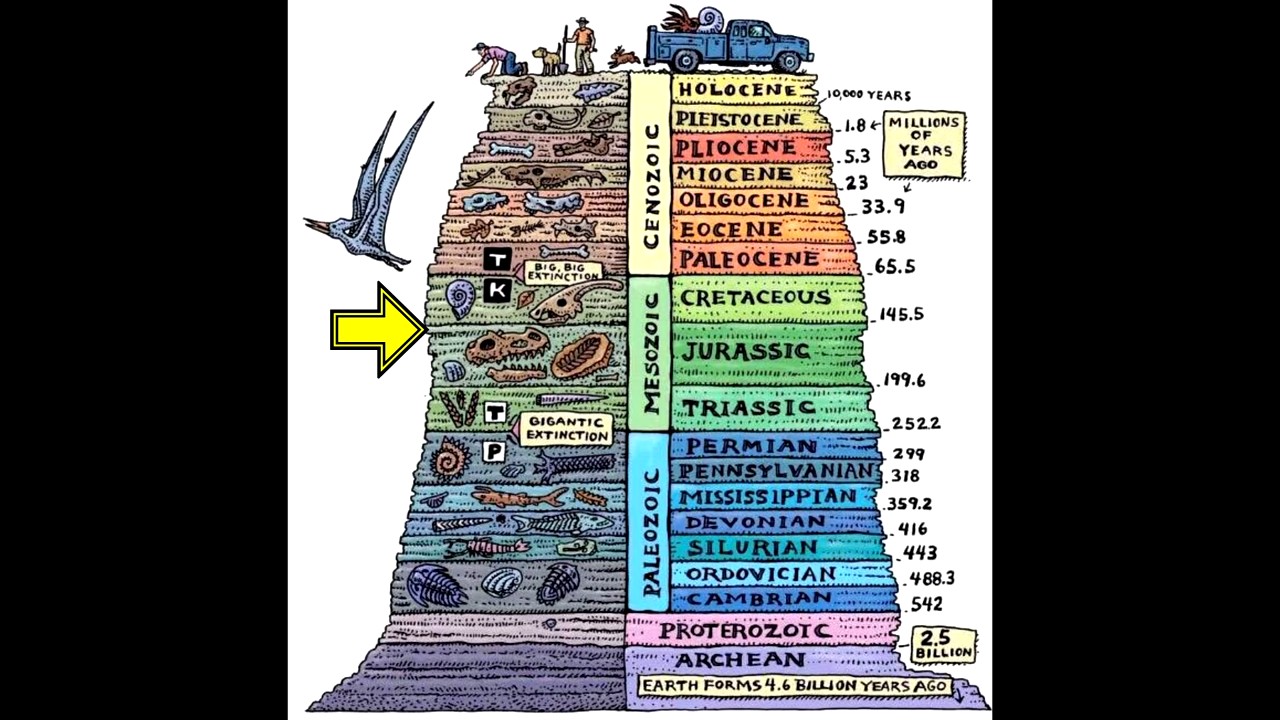 HOLOCENE
10,000 YEARS
PLEISTOCENE
1.8
MILLIONS
OF
YEARS
AGO
PLIOCENE
5.3
MIOCENE
23
OLIGOCENE
33.9
EOCENE
55.8
PALEOCENE
65.5
CENOZOIC
T
BIG, BIG
EXTINCTION
K
CRETACEOUS
145.5
JURASSIC
199.6
TRIASSIC
252.2
MESOZOIC
T
GIGANTIC
EXTINCTION
P
PERMIAN
299
PENNSYLVANIAN
318
MISSISSIPPIAN
359.2
DEVONIAN
416
SILURIAN
443
ORDOVICIAN
488.3
CAMBRIAN
542
PALEOZOIC
PROTEROZOIC
2.5
BILLION
ARCHEAN
EARTH FORMS 4.6 BILLION YEARS AGO